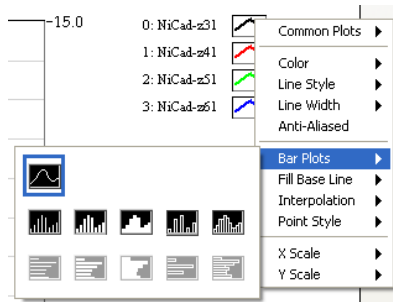 -15.0
0: NiCad-z31
1: NiCad-z41
2: NiCad-z51
3: NiCad-z61
Common Plots
Color
Line Style
Line Width
Anti-Aliased
Bar Plots
Fill Base Line
Interpolation
Point Style
X Scale
Y Scale